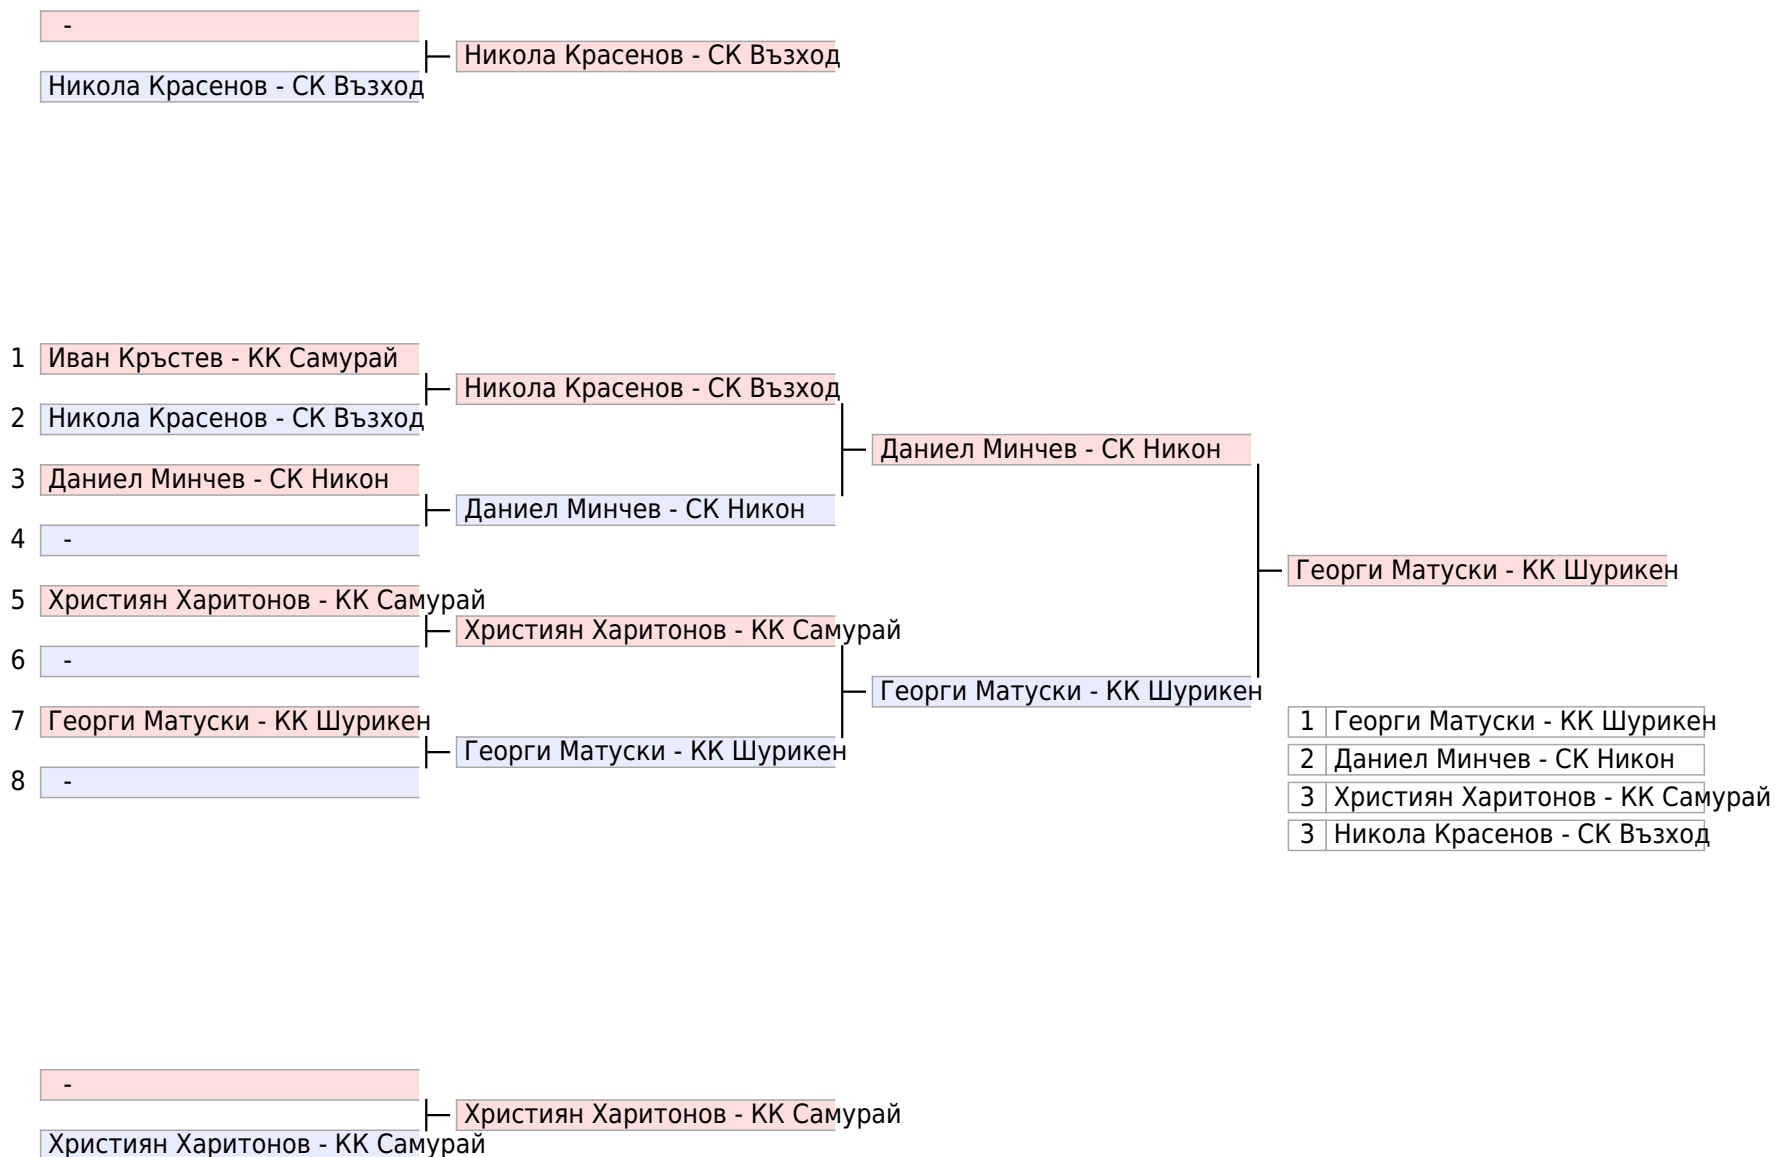 -
Никола Красенов - СК Възход
Никола Красенов - СК Възход
1 Иван Кръстев - КК Самурай
Никола Красенов - СК Възход
2 Никола Красенов - СК Възход
Даниел Минчев - СК Никон
3 Даниел Минчев - СК Никон
Даниел Минчев - СК Никон
4 -
Георги Матуски - КК Шурикен
5 Християн Харитонов - КК Самурай
Християн Харитонов - КК Самурай
6 -
Георги Матуски - КК Шурикен
7 Георги Матуски - КК Шурикен
Георги Матуски - КК Шурикен
8 -
1 Георги Матуски - КК Шурикен
2 Даниел Минчев - СК Никон
3 Християн Харитонов - КК Самурай
3 Никола Красенов - СК Възход
-
Християн Харитонов - КК Самурай
Християн Харитонов - КК Самурай